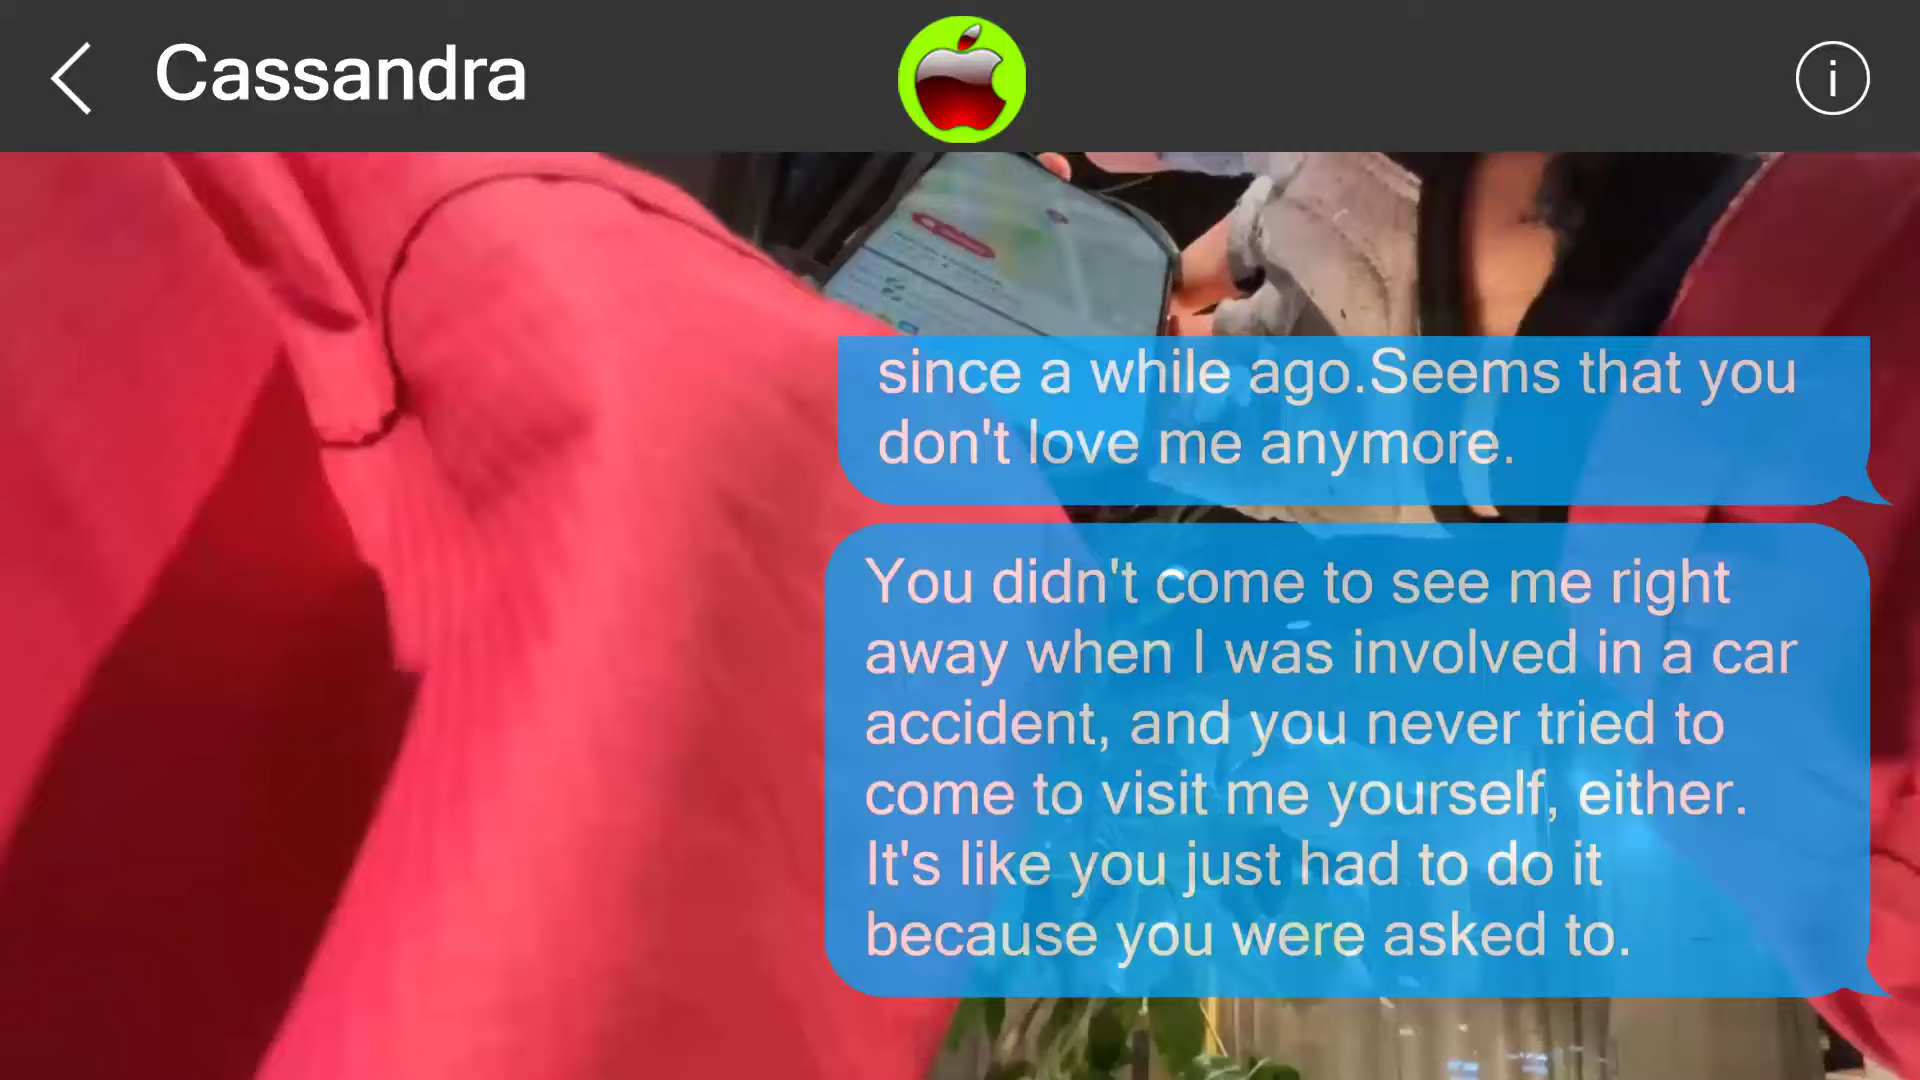 Cassandra
i
since a while ago.Seems that you
don't love me anymore.
You didn't come to see me right
away when I was involved in a car
accident, and you never tried to
come to visit me yourself, either.
It's like you just had to do it
because you were asked to.